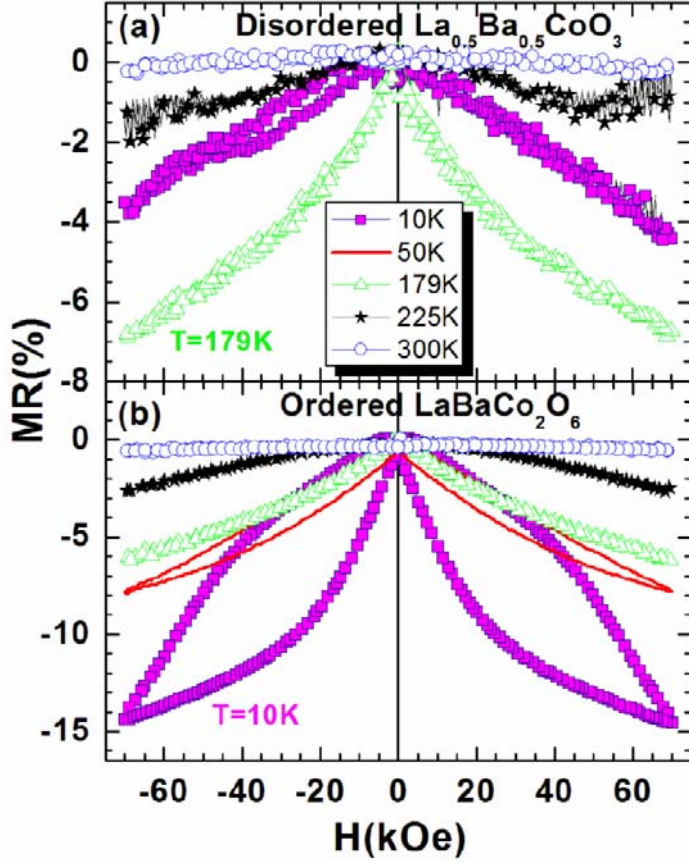 (a) Disordered La0.5Ba0.5CoO3
0
-2
-4
-6
-8
10K
50K
179K
225K
300K
T=179K
MR(%)
(b) Ordered LaBaCo2O6
0
-5
-10
-15
T=10K
-60 -40 -20 0 20 40 60
H(kOe)